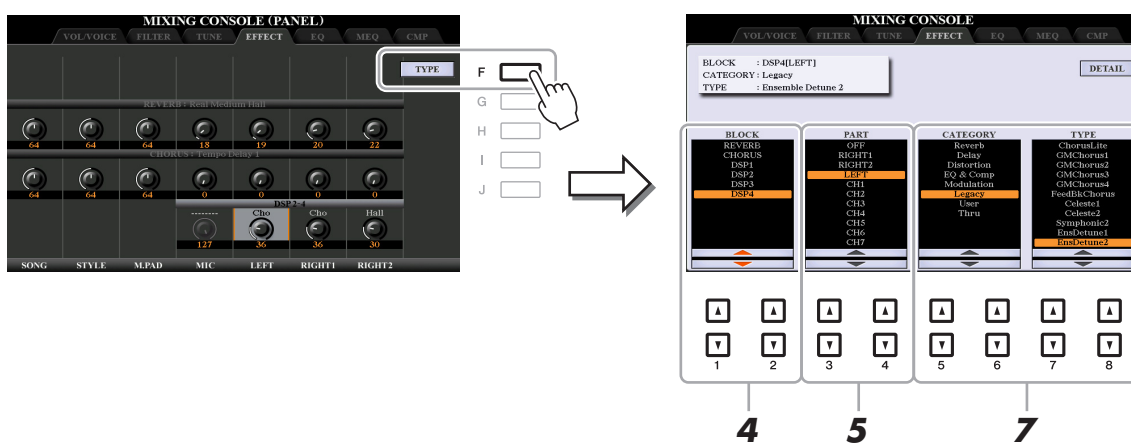 MIXING CONSOLE (PANEL)
VOL/VOICE FILTER TUNE EFFECT EQ MEQ CMP
TYPE
F
G
H
I
J
REVERB : Real Medium Hall
64 64 64 18 19 20 22
CHORUS : Tempo Delay 1
64 64 64 0 0 0 0
DSP 2-4
-------- Cho Cho Hall
127 36 36 30
SONG STYLE M.PAD MIC LEFT RIGHT1 RIGHT2
MIXING CONSOLE
VOL/VOICE FILTER TUNE EFFECT EQ MEQ CMP
BLOCK : DSP4[LEFT]
CATEGORY : Legacy
TYPE : Ensemble Detune 2
DETAIL
BLOCK
REVERB
CHORUS
DSP1
DSP2
DSP3
DSP4
PART
OFF
RIGHT1
RIGHT2
LEFT
CH1
CH2
CH3
CH4
CH5
CH6
CH7
CATEGORY
Reverb
Delay
Distortion
EQ & Comp
Modulation
Legacy
User
Thru
TYPE
ChorusLite
GMChorus1
GMChorus2
GMChorus3
GMChorus4
FeedBkChorus
Celeste1
Celeste2
Symphonic2
EnsDetune1
EnsDetune2
1 2 3 4 5 6 7 8
4 5 7